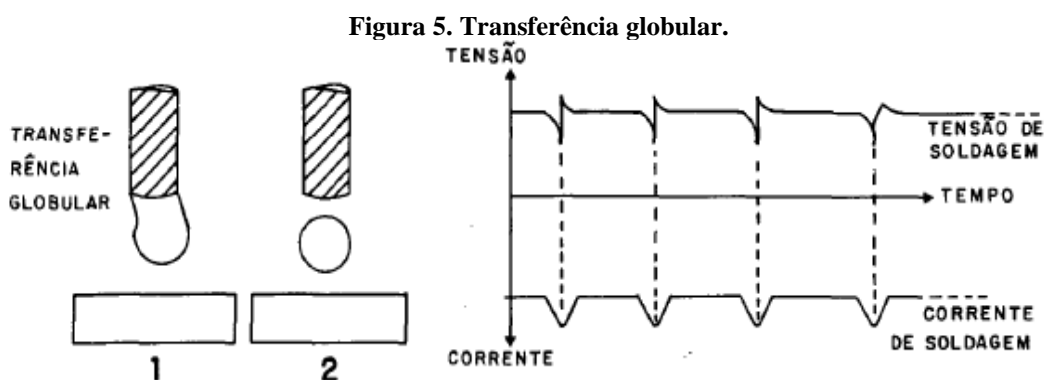 Figura 5. Transferência globular.
TRANSFE-
RÊNCIA
GLOBULAR
1
2
TENSÃO
TENSÃO DE
SOLDAGEM
TEMPO
CORRENTE
DE SOLDAGEM
CORRENTE